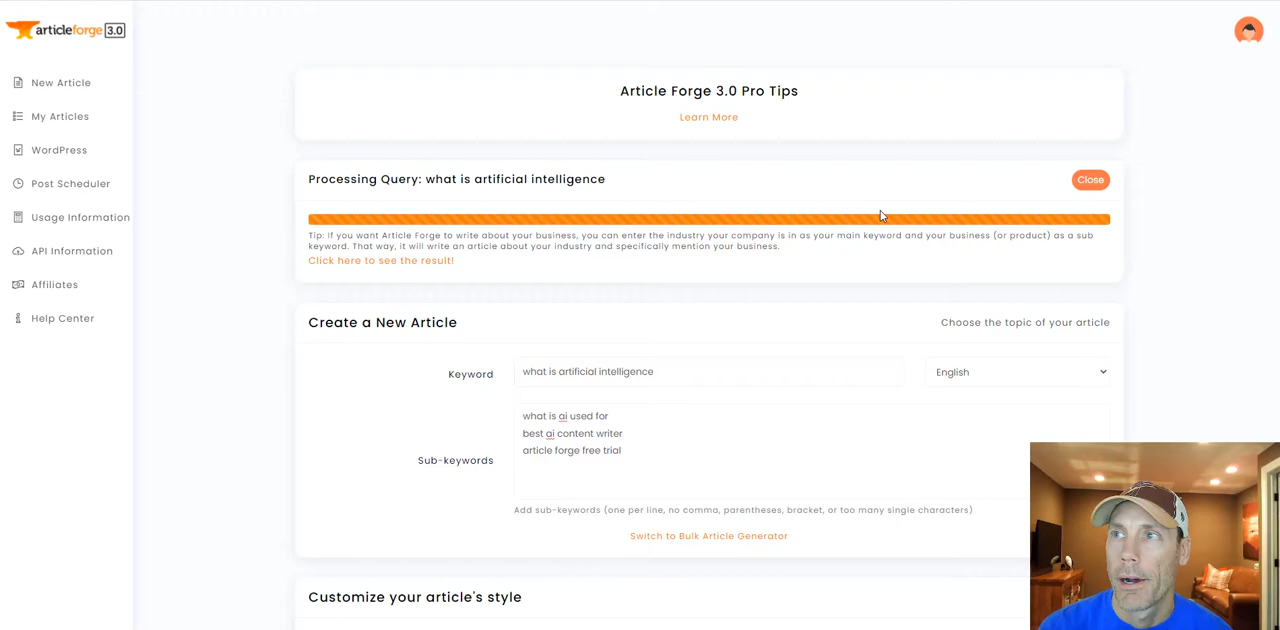 articleforge 3.0
New Article
My Articles
WordPress
Post Scheduler
Usage Information
API Information
Affiliates
Help Center
Article Forge 3.0 Pro Tips
Learn More
Processing Query: what is artificial intelligence
Close
Tip: If you want Article Forge to write about your business, you can enter the industry your company is in as your main keyword and your business (or product) as a sub
keyword. That way, it will write an article about your industry and specifically mention your business.
Click here to see the result!
Create a New Article
Choose the topic of your article
Keyword
what is artificial intelligence
English
Sub-keywords
what is ai used for
best ai content writer
article forge free trial
Add sub-keywords (one per line, no comma, parentheses, bracket, or too many single characters)
Switch to Bulk Article Generator
Customize your article's style